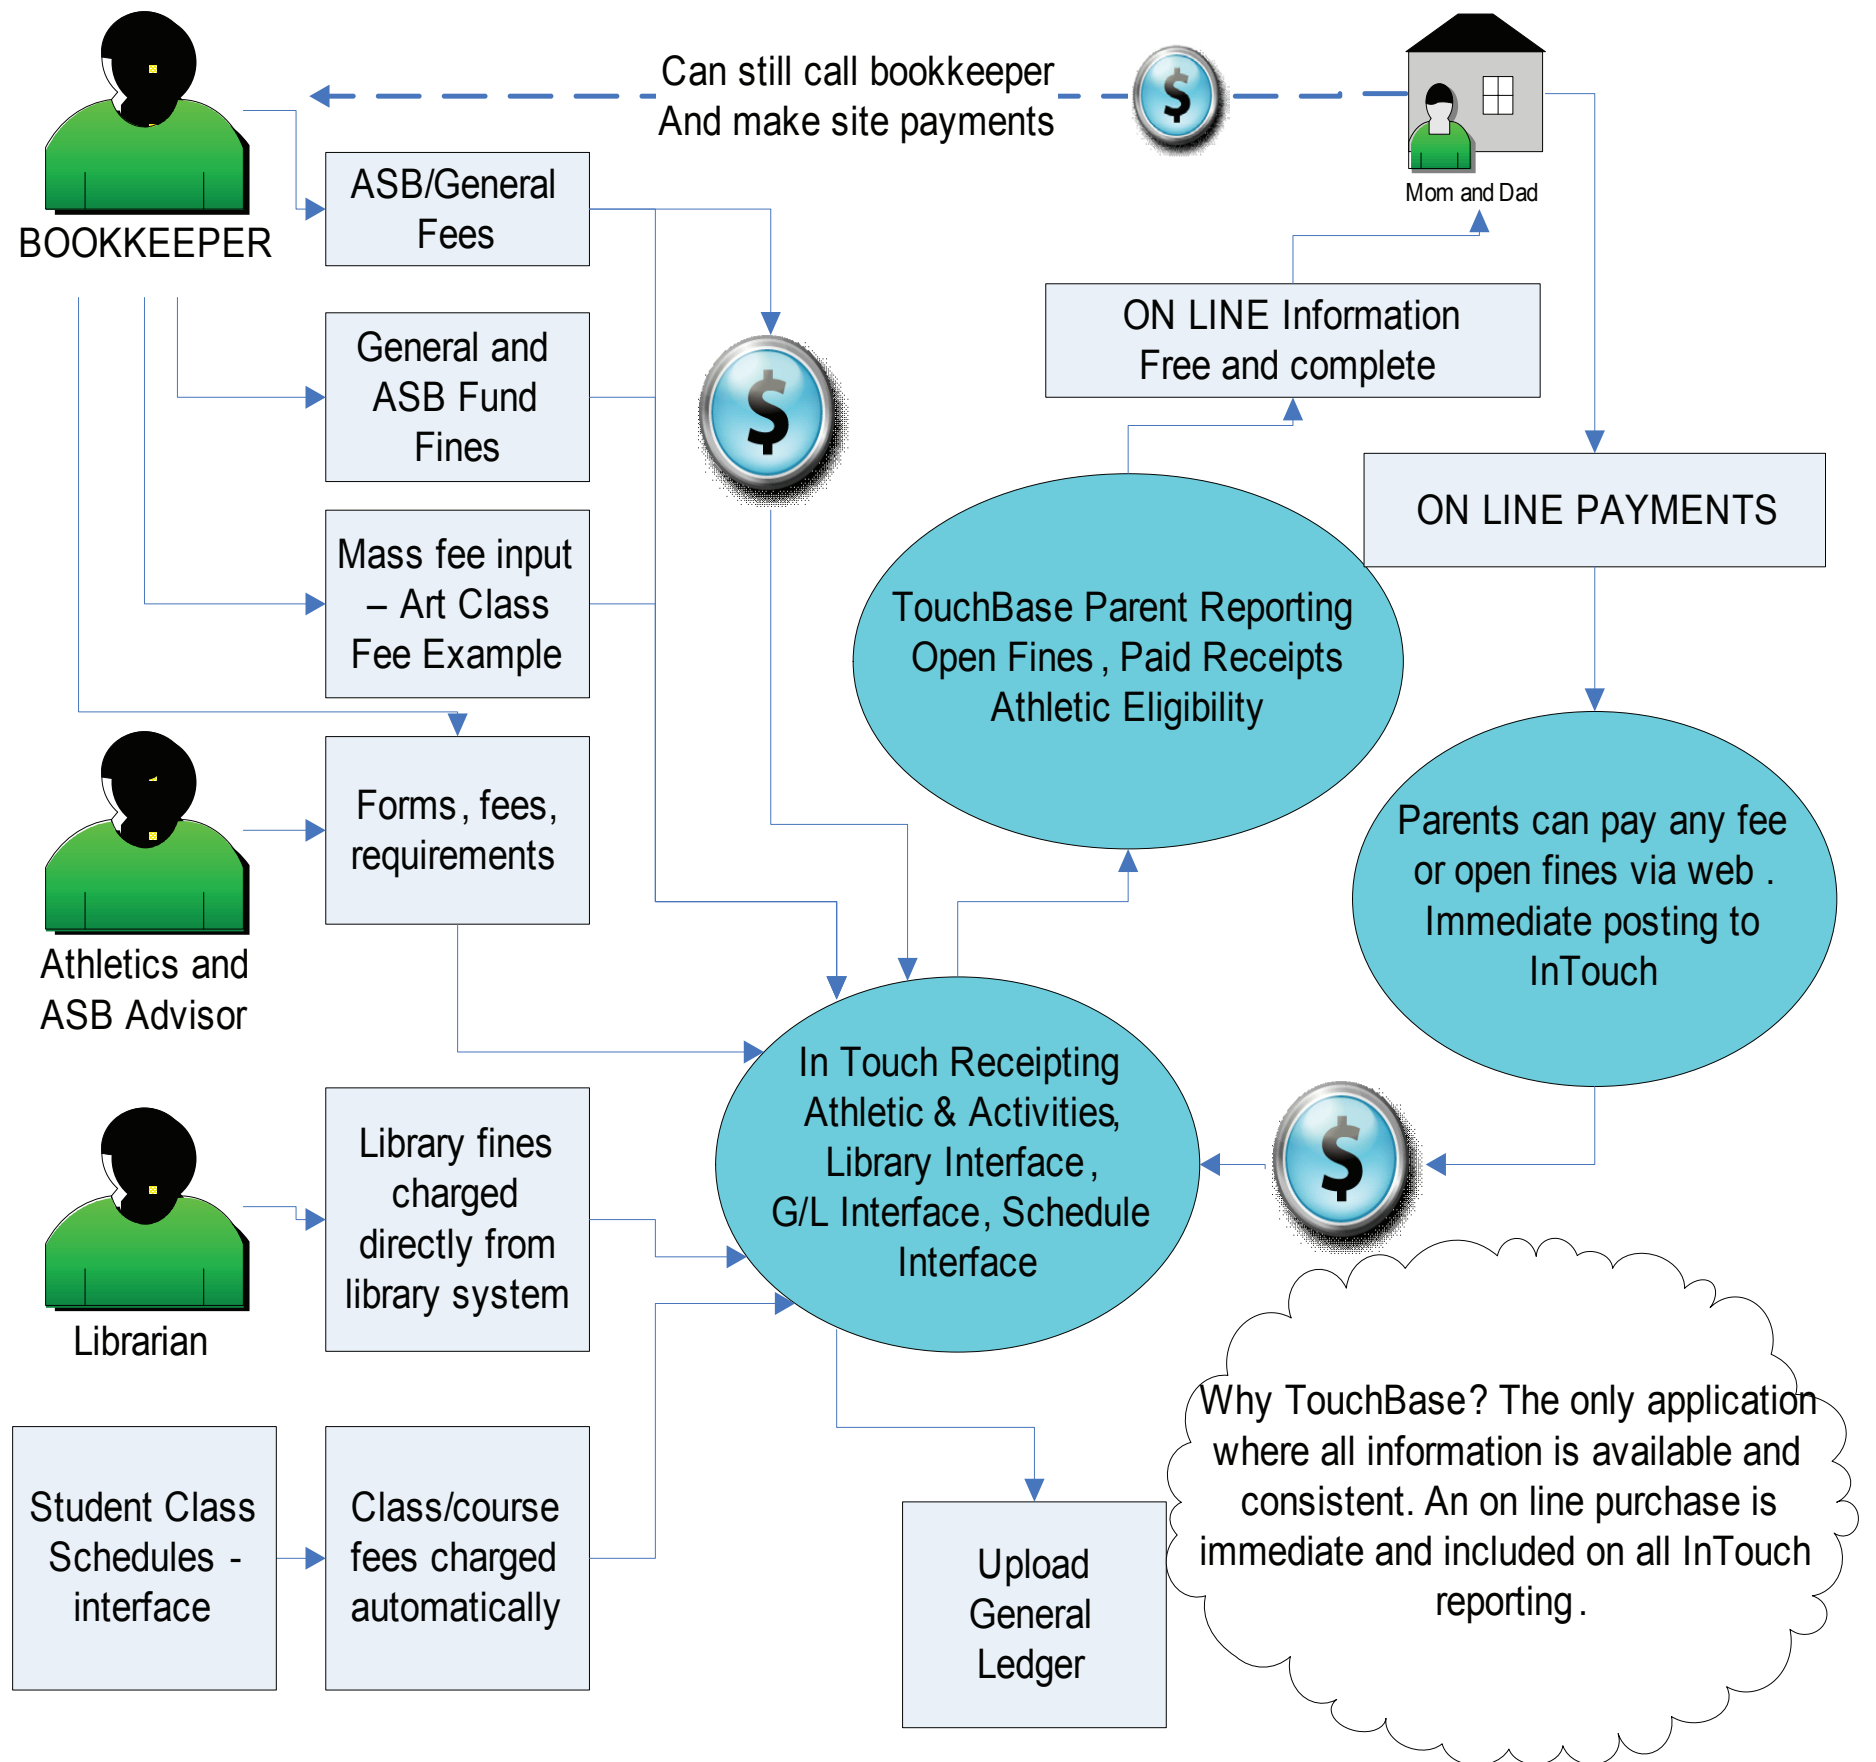 Can still call bookkeeper
And make site payments
Mom and Dad
BOOKKEEPER
ASB/General
Fees
General and
ASB Fund
Fines
Mass fee input
– Art Class
Fee Example
ON LINE Information
Free and complete
ON LINE PAYMENTS
TouchBase Parent Reporting
Open Fines, Paid Receipts
Athletic Eligibility
Athletics and
ASB Advisor
Forms, fees,
requirements
Parents can pay any fee
or open fines via web .
Immediate posting to
InTouch
Librarian
Library fines
charged
directly from
library system
In Touch Receipting
Athletic & Activities,
Library Interface,
G/L Interface, Schedule
Interface
$
$
$
Student Class
Schedules -
interface
Class/course
fees charged
automatically
Upload
General
Ledger
Why TouchBase? The only application
where all information is available and
consistent. An on line purchase is
immediate and included on all InTouch
reporting.